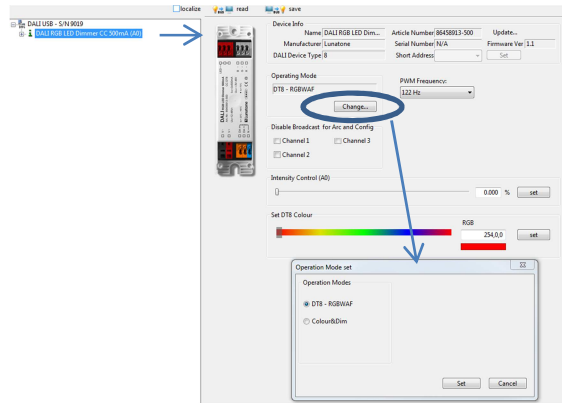 localize
read
save
DALI USB - S/N 9019
DALI RGB LED Dimmer CC 500mA (A0)
Device Info
Name DALI RGB LED Dim... Article Number 86458913-500 Update...
Manufacturer Lunatone Serial Number N/A Firmware Ver 1.1
DALI Device Type 8 Short Address Set
Operating Mode
DT8 - RGBWAF
Change...
PWM Frequency:
122 Hz
Disable Broadcast for Arc and Config
Channel 1 Channel 3
Channel 2
Intensity Control (A0)
0.000 % set
Set DT8 Colour
RGB
254,0,0 set
Operation Mode set
Operation Modes
DT8 - RGBWAF
Colour&Dim
Set Cancel